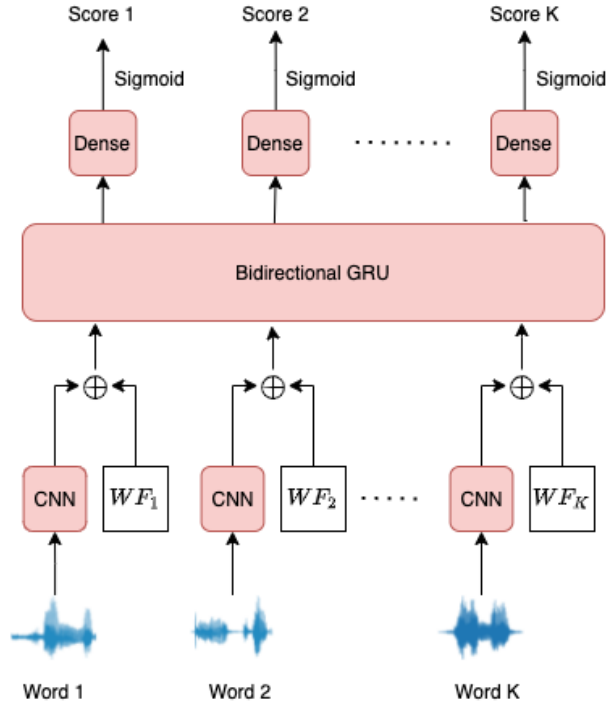 Score 1 Score 2 Score K
Sigmoid Sigmoid Sigmoid
Dense Dense Dense
Bidirectional GRU
CNN WF1 CNN WF2 CNN WFK
Word 1 Word 2 Word K